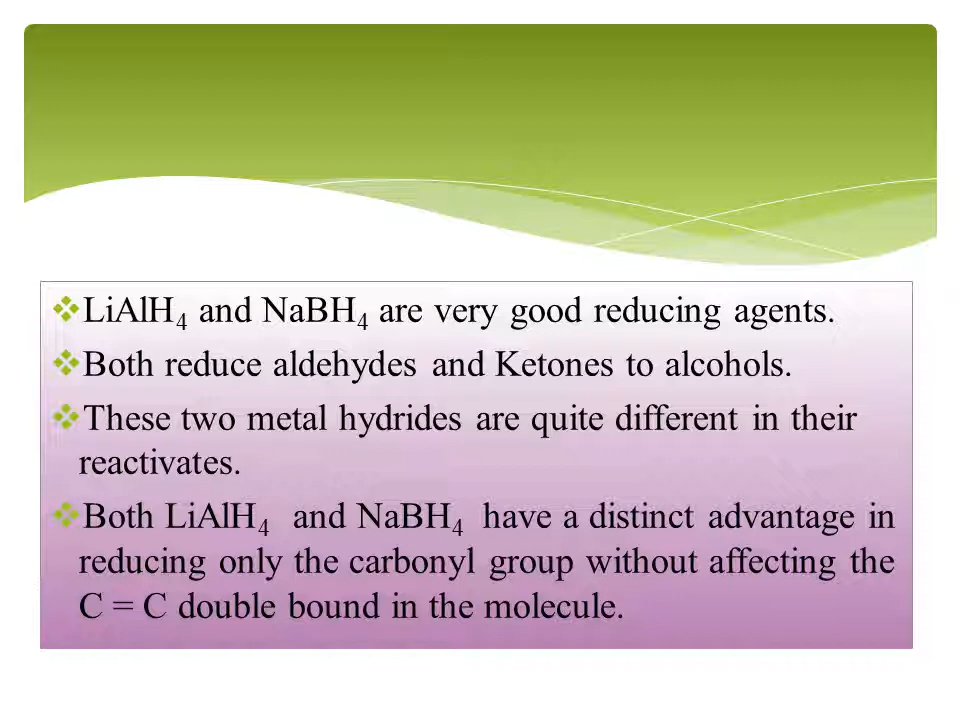 ❖LiAlH₄ and NaBH₄ are very good reducing agents.
❖Both reduce aldehydes and Ketones to alcohols.
❖These two metal hydrides are quite different in their
reactivates.
❖Both LiAlH₄ and NaBH₄ have a distinct advantage in
reducing only the carbonyl group without affecting the
C = C double bound in the molecule.